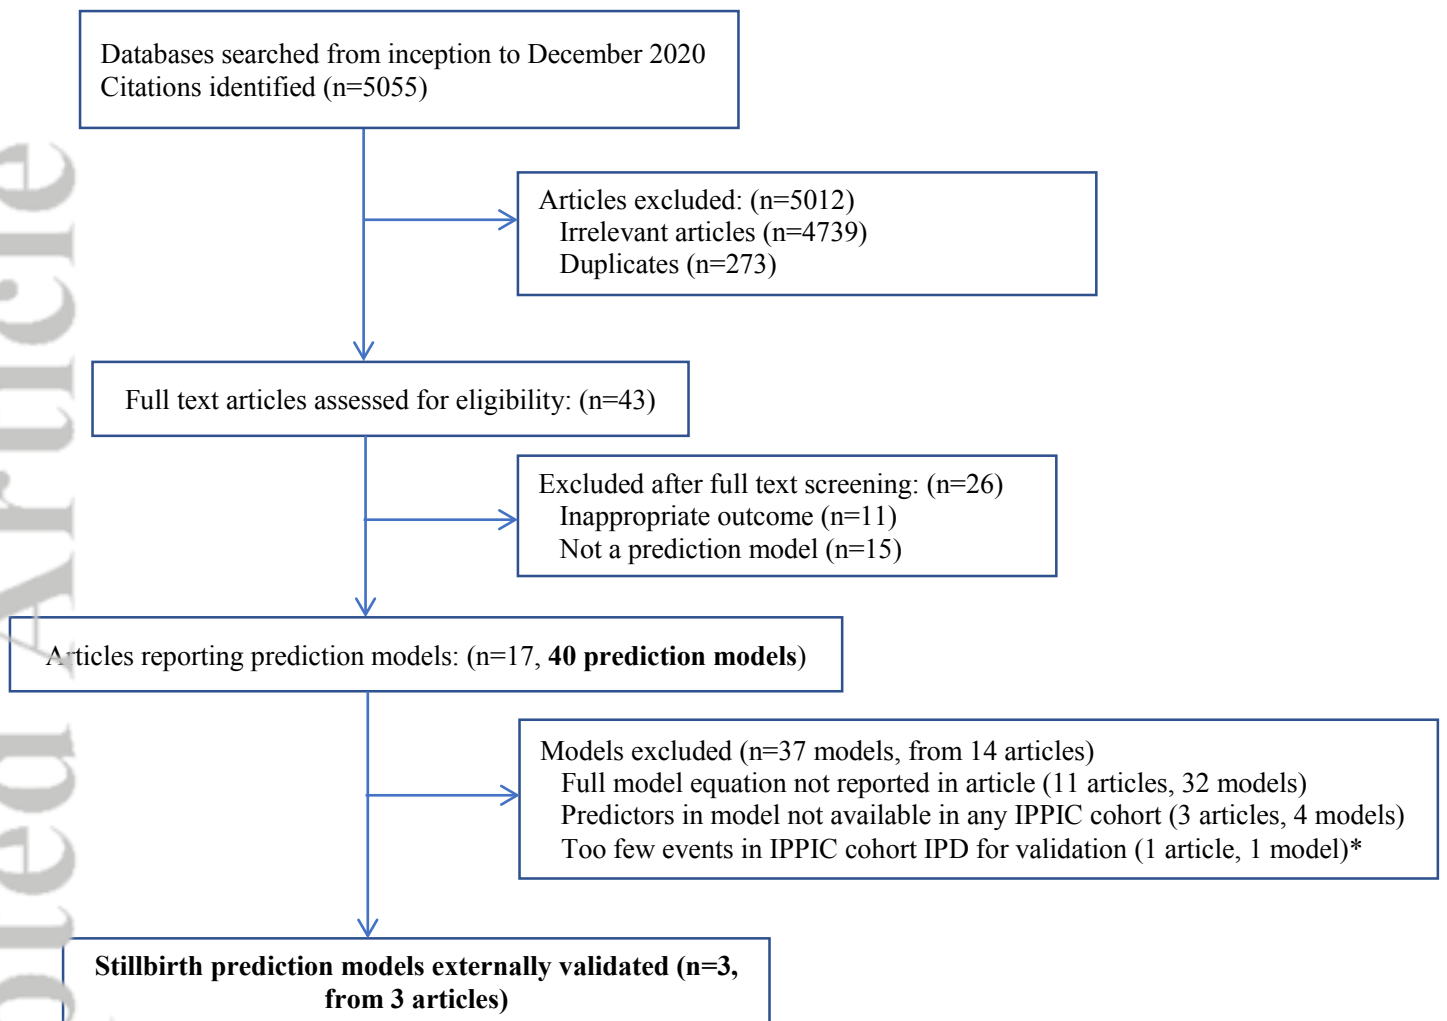 Databases searched from inception to December 2020
Citations identified (n=5055)
Articles excluded: (n=5012)
Irrelevant articles (n=4739)
Duplicates (n=273)
Full text articles assessed for eligibility: (n=43)
Excluded after full text screening: (n=26)
Inappropriate outcome (n=11)
Not a prediction model (n=15)
Articles reporting prediction models: (n=17, 40 prediction models)
Models excluded (n=37 models, from 14 articles)
Full model equation not reported in article (11 articles, 32 models)
Predictors in model not available in any IPPIC cohort (3 articles, 4 models)
Too few events in IPPIC cohort IPD for validation (1 article, 1 model)*
Stillbirth prediction models externally validated (n=3,
from 3 articles)
Article